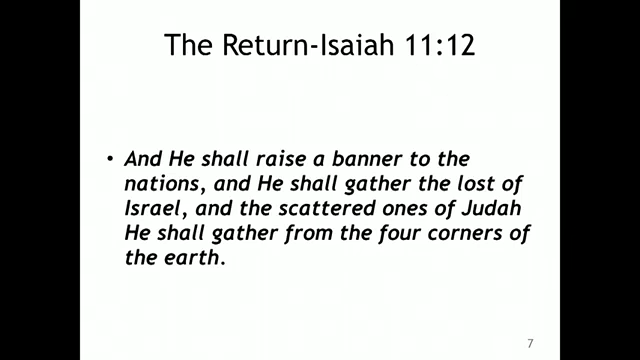 The Return-Isaiah 11:12
• And He shall raise a banner to the
nations, and He shall gather the lost of
Israel, and the scattered ones of Judah
He shall gather from the four corners of
the earth.
7